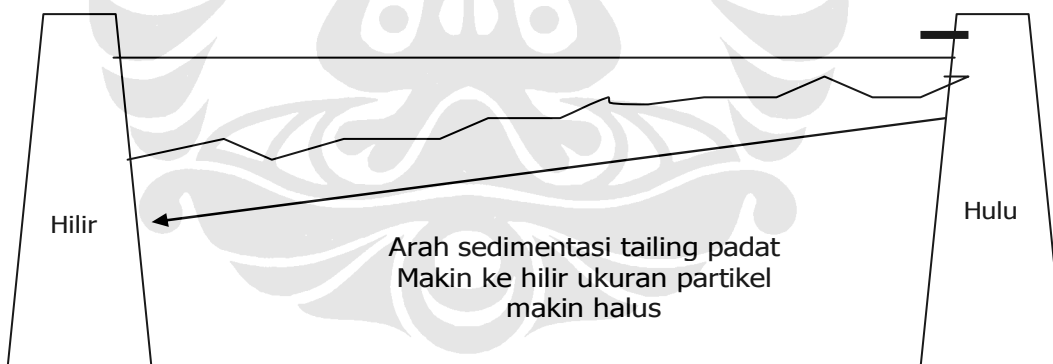 Hilir
Hulu
Arah sedimentasi tailing padat
Makin ke hilir ukuran partikel
makin halus